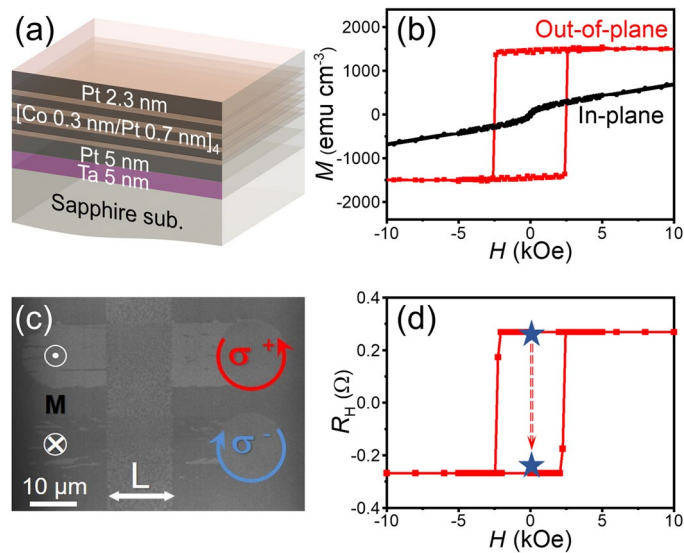 (a)
Pt 2.3 nm
[Co 0.3 nm/Pt 0.7 nm]4
Pt 5 nm
Ta 5 nm
Sapphire sub.
(b)
Out-of-plane
In-plane
M (emu cm-3)
2000
1000
0
-1000
-2000
-10 -5 0 5 10
H (kOe)
(c)
σ +
M
σ -
10 µm
L
(d)
RH (Ω)
0.4
0.2
0.0
-0.2
-0.4
-10 -5 0 5 10
H (kOe)